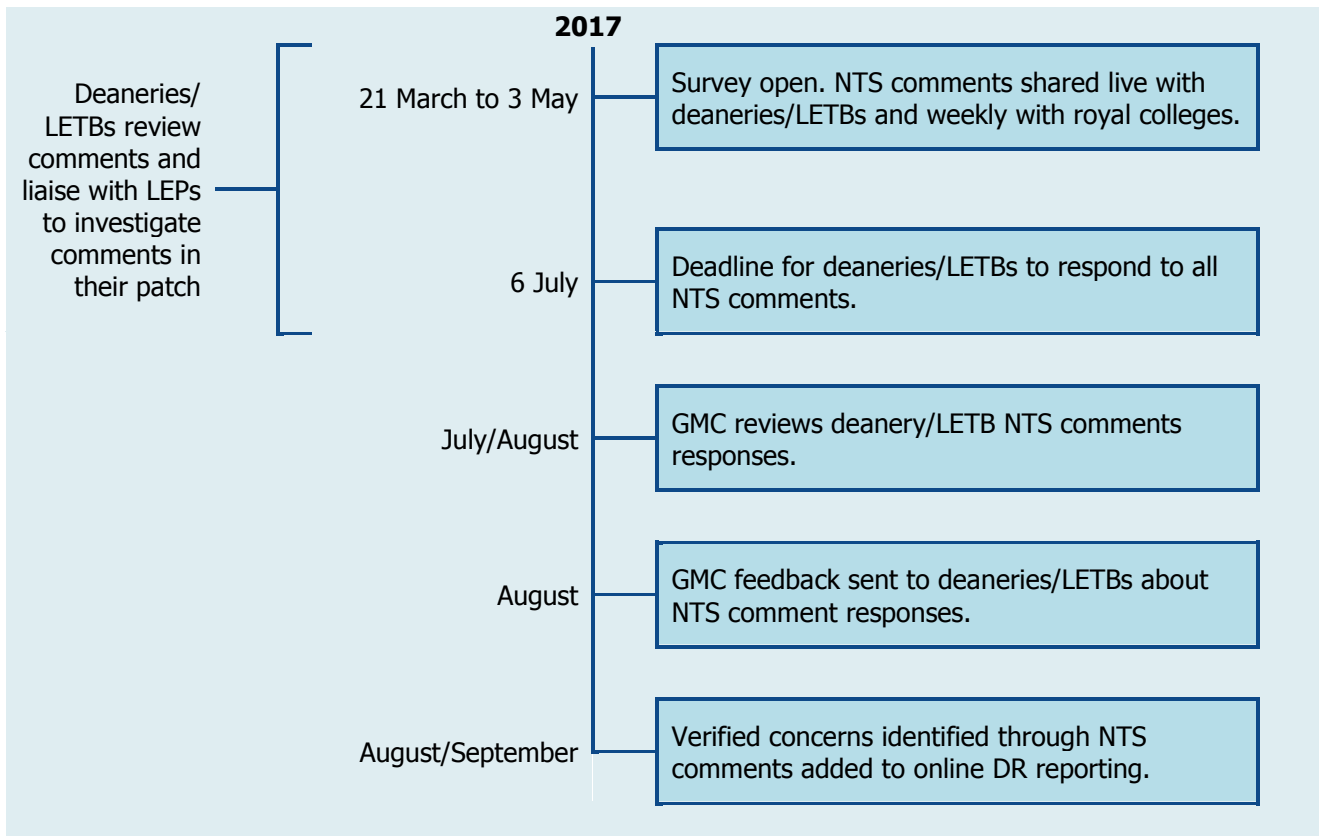 2017
Deaneries/
LETBs review
comments and
liaise with LEPs
to investigate
comments in
their patch
21 March to 3 May
Survey open. NTS comments shared live with
deaneries/LETBs and weekly with royal colleges.
6 July
Deadline for deaneries/LETBs to respond to all
NTS comments.
July/August
GMC reviews deanery/LETB NTS comments
responses.
August
GMC feedback sent to deaneries/LETBs about
NTS comment responses.
August/September
Verified concerns identified through NTS
comments added to online DR reporting.